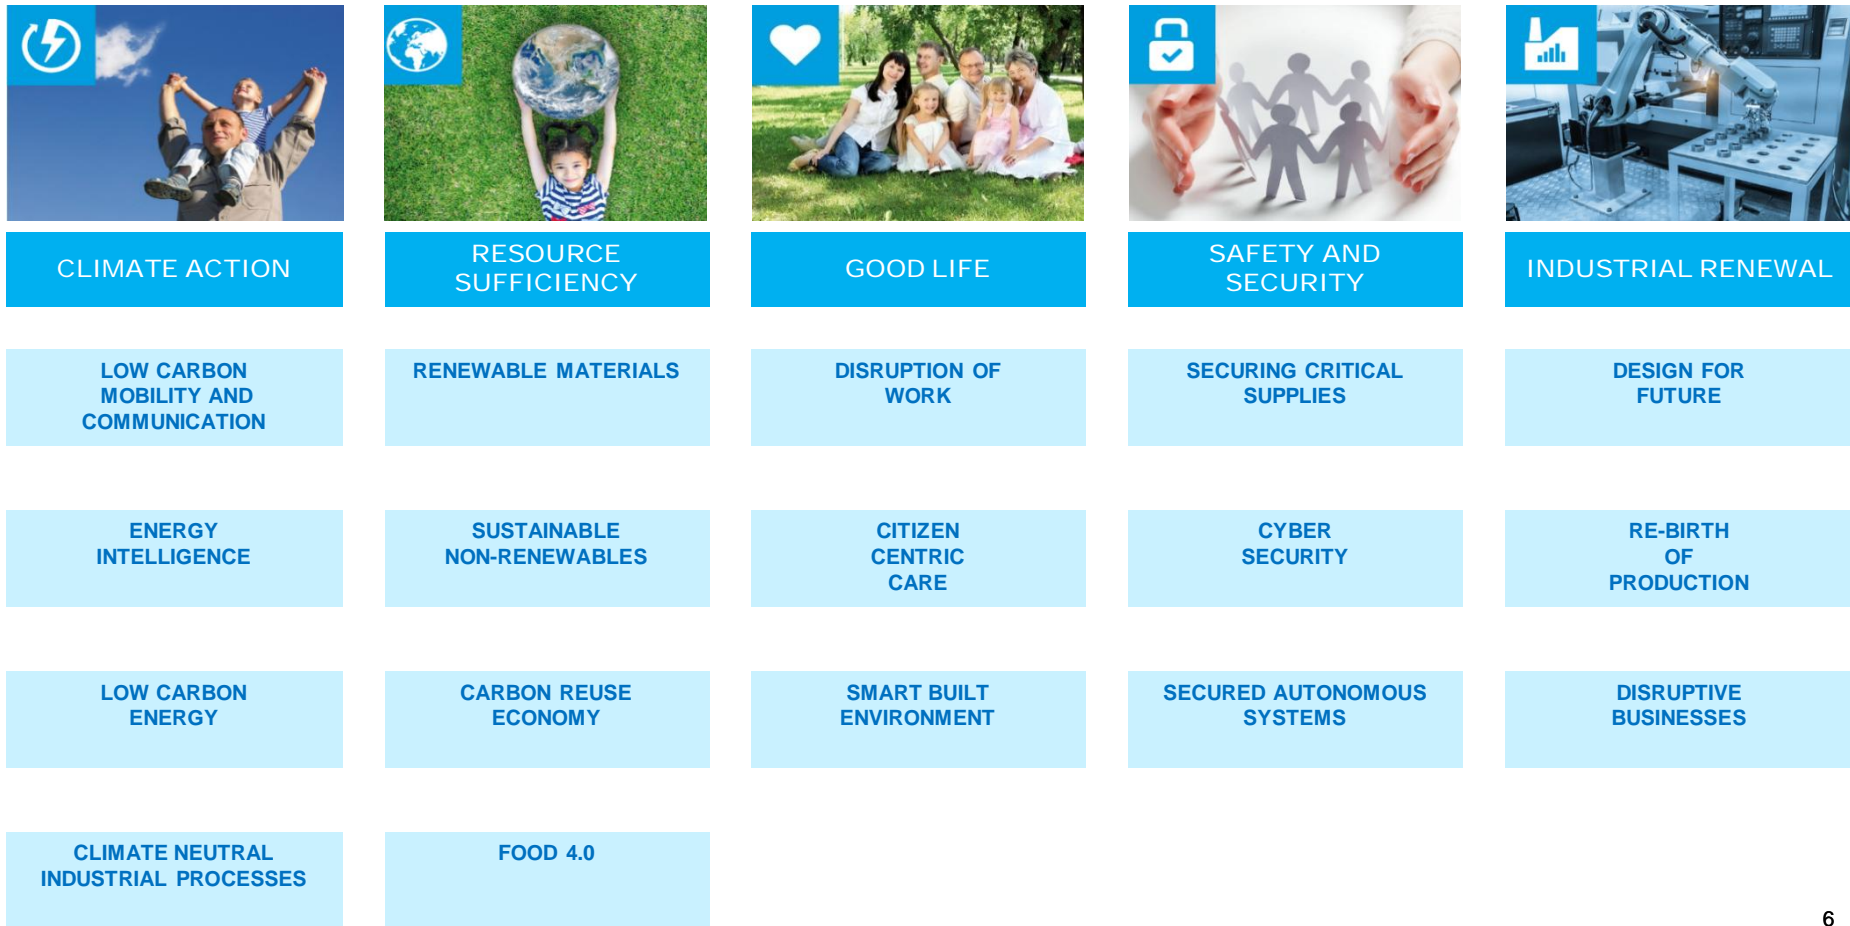 CLIMATE ACTION
RESOURCE
SUFFICIENCY
GOOD LIFE
SAFETY AND
SECURITY
INDUSTRIAL RENEWAL
LOW CARBON
MOBILITY AND
COMMUNICATION
RENEWABLE MATERIALS
DISRUPTION OF
WORK
SECURING CRITICAL
SUPPLIES
DESIGN FOR
FUTURE
ENERGY
INTELLIGENCE
SUSTAINABLE
NON-RENEWABLES
CITIZEN
CENTRIC
CARE
CYBER
SECURITY
RE-BIRTH
OF
PRODUCTION
LOW CARBON
ENERGY
CARBON REUSE
ECONOMY
SMART BUILT
ENVIRONMENT
SECURED AUTONOMOUS
SYSTEMS
DISRUPTIVE
BUSINESSES
CLIMATE NEUTRAL
INDUSTRIAL PROCESSES
FOOD 4.0
6